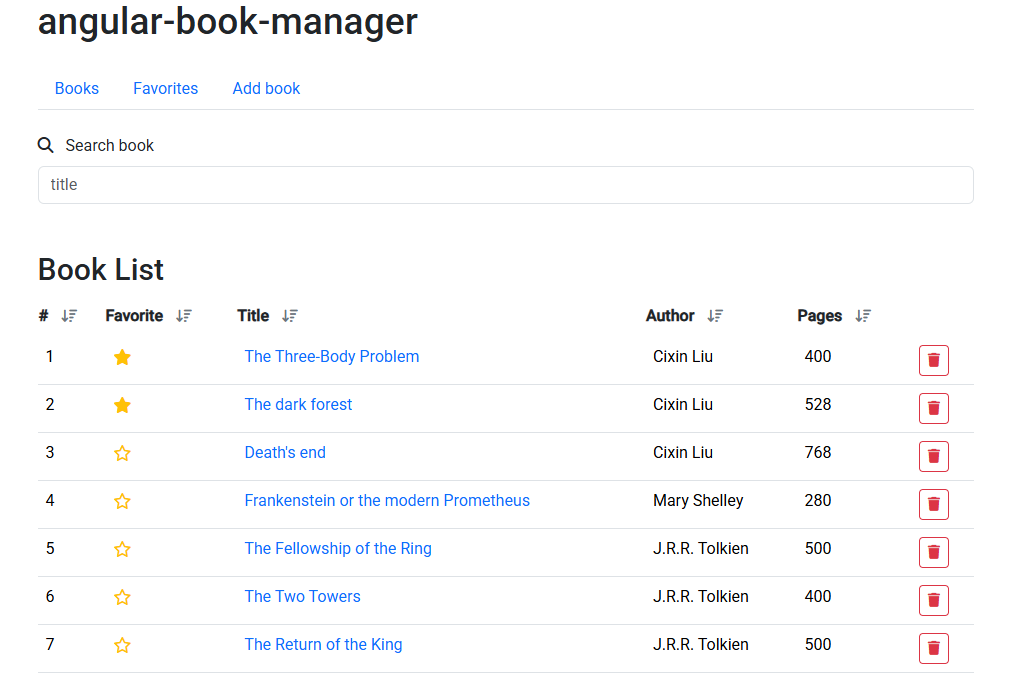 angular-book-manager
Books Favorites Add book
Search book
title
Book List
# Favorite Title Author Pages
1 The Three-Body Problem Cixin Liu 400
2 The dark forest Cixin Liu 528
3 Death's end Cixin Liu 768
4 Frankenstein or the modern Prometheus Mary Shelley 280
5 The Fellowship of the Ring J.R.R. Tolkien 500
6 The Two Towers J.R.R. Tolkien 400
7 The Return of the King J.R.R. Tolkien 500